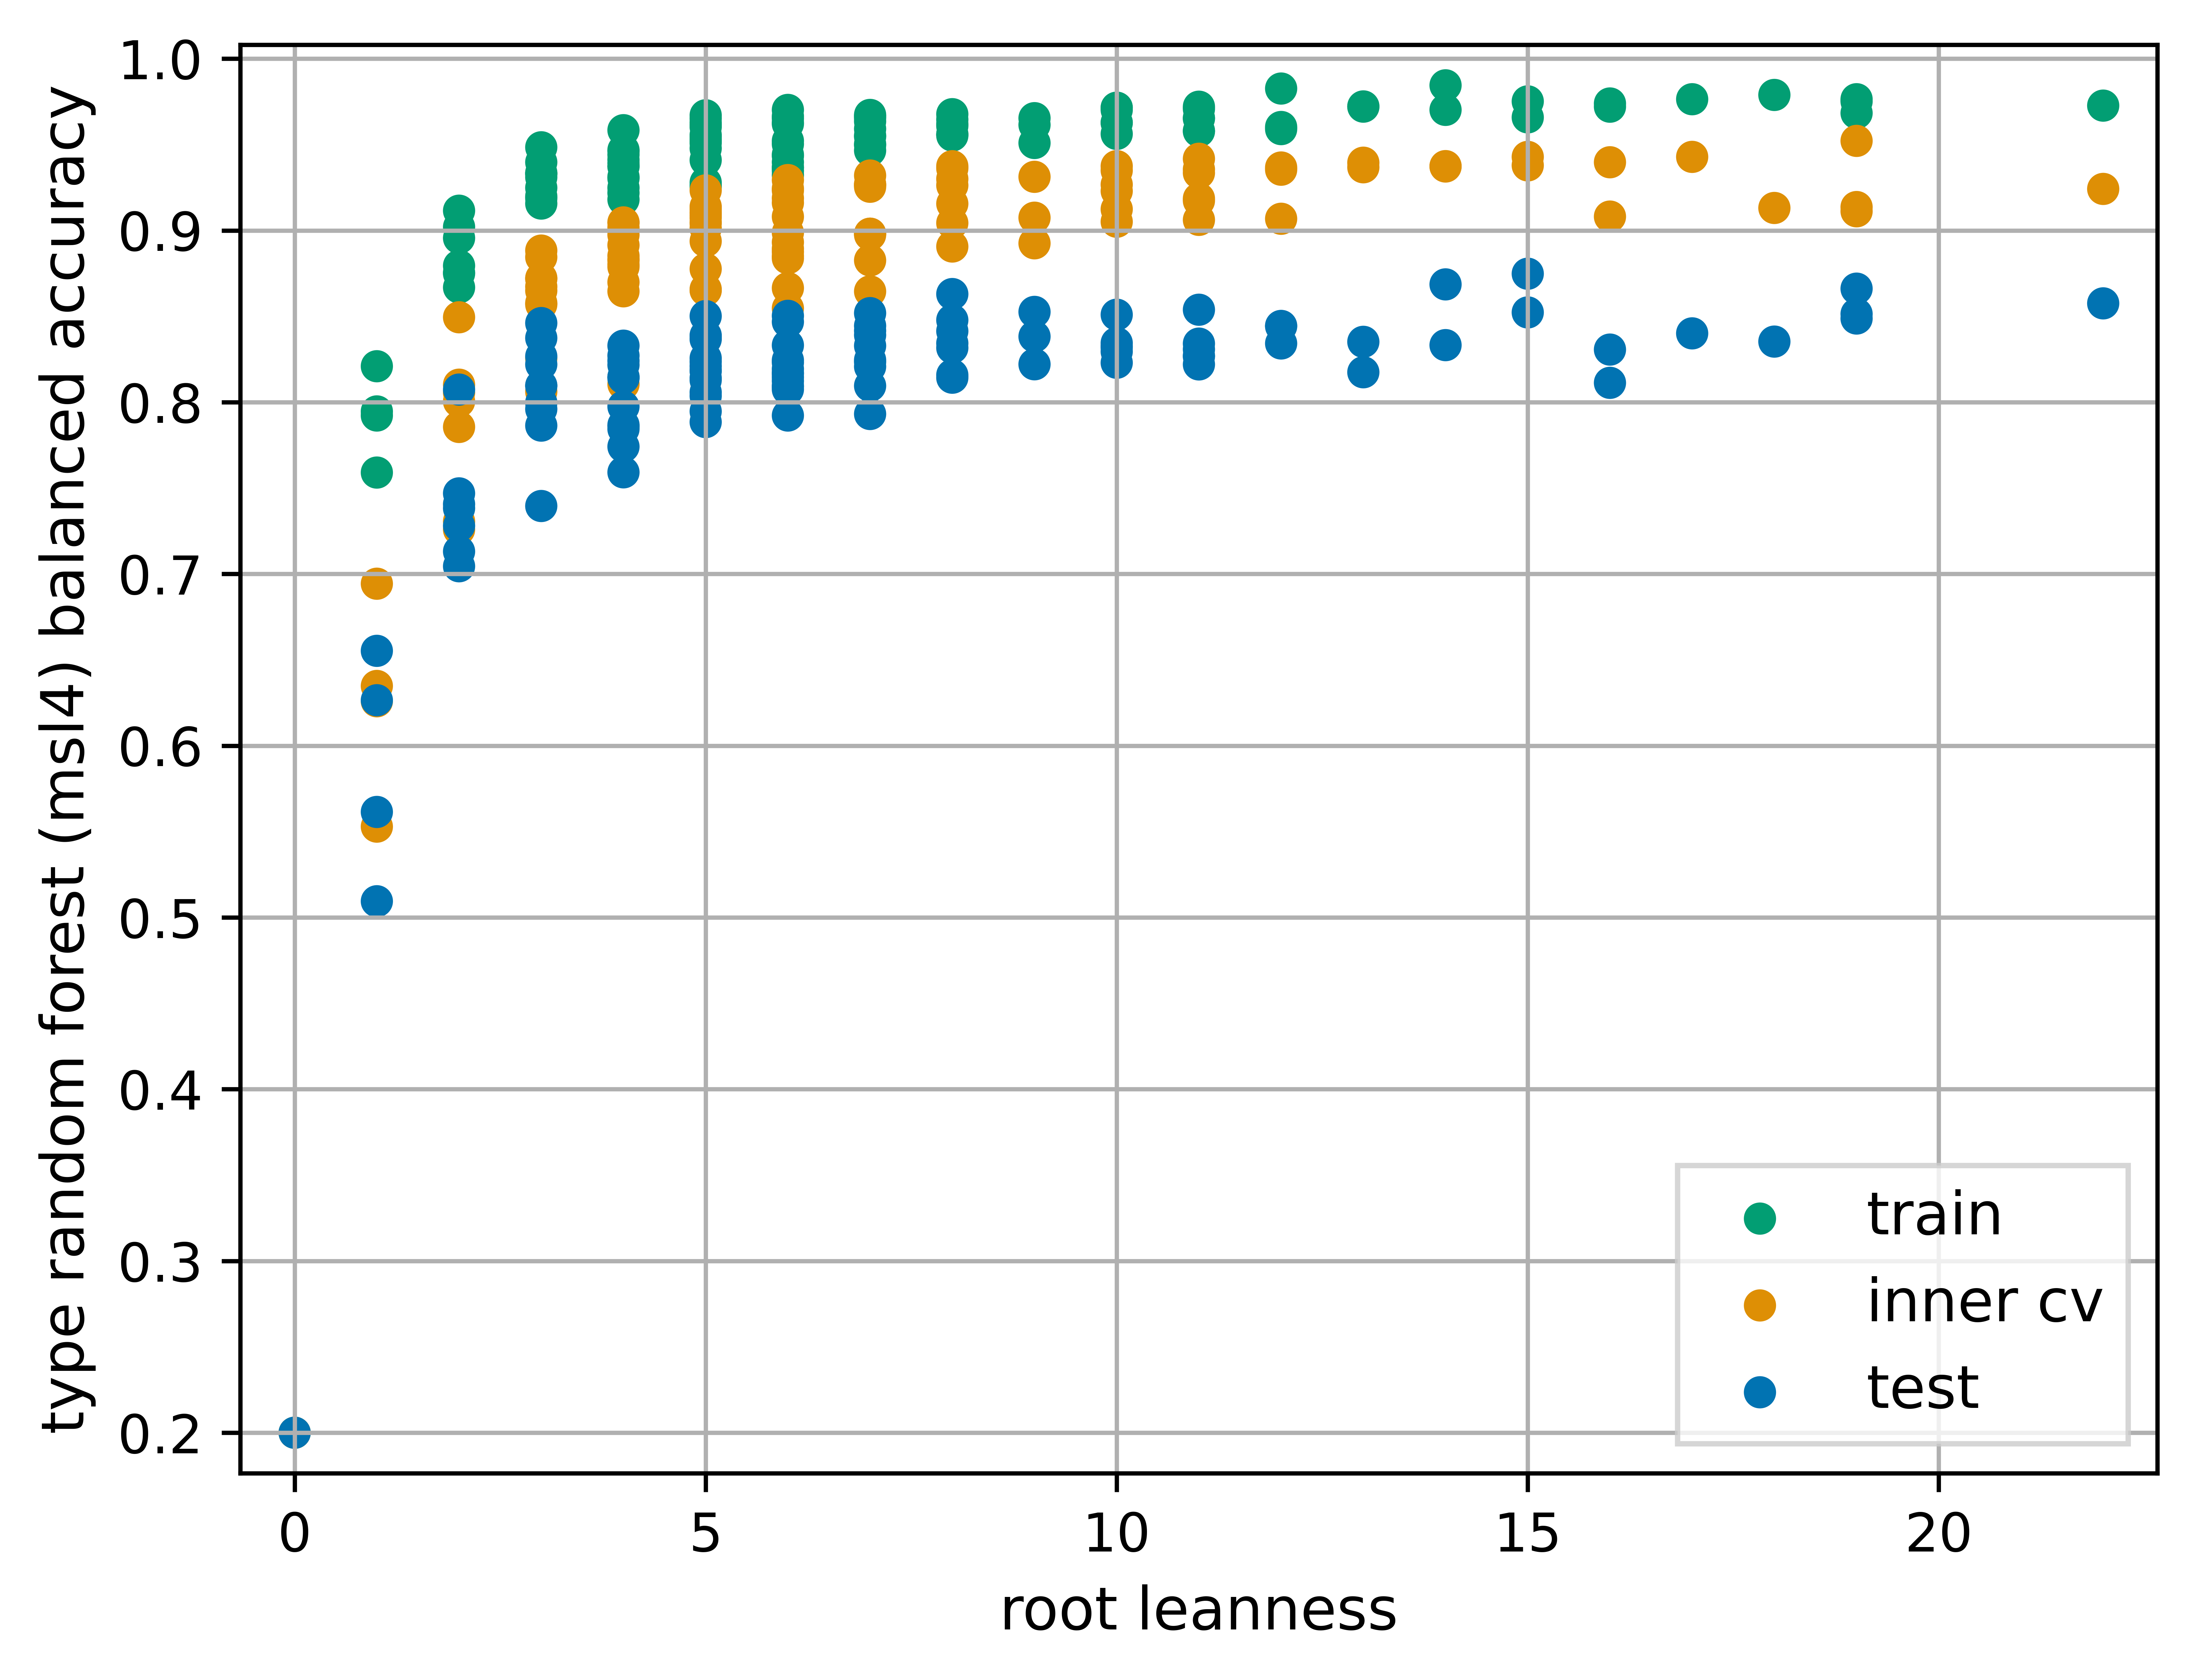 type random forest (msl4) balanced accuracy
1.0
0.9
0.8
0.7
0.6
0.5
0.4
0.3
0.2
train
inner cv
test
0 5 10 15 20
root leanness